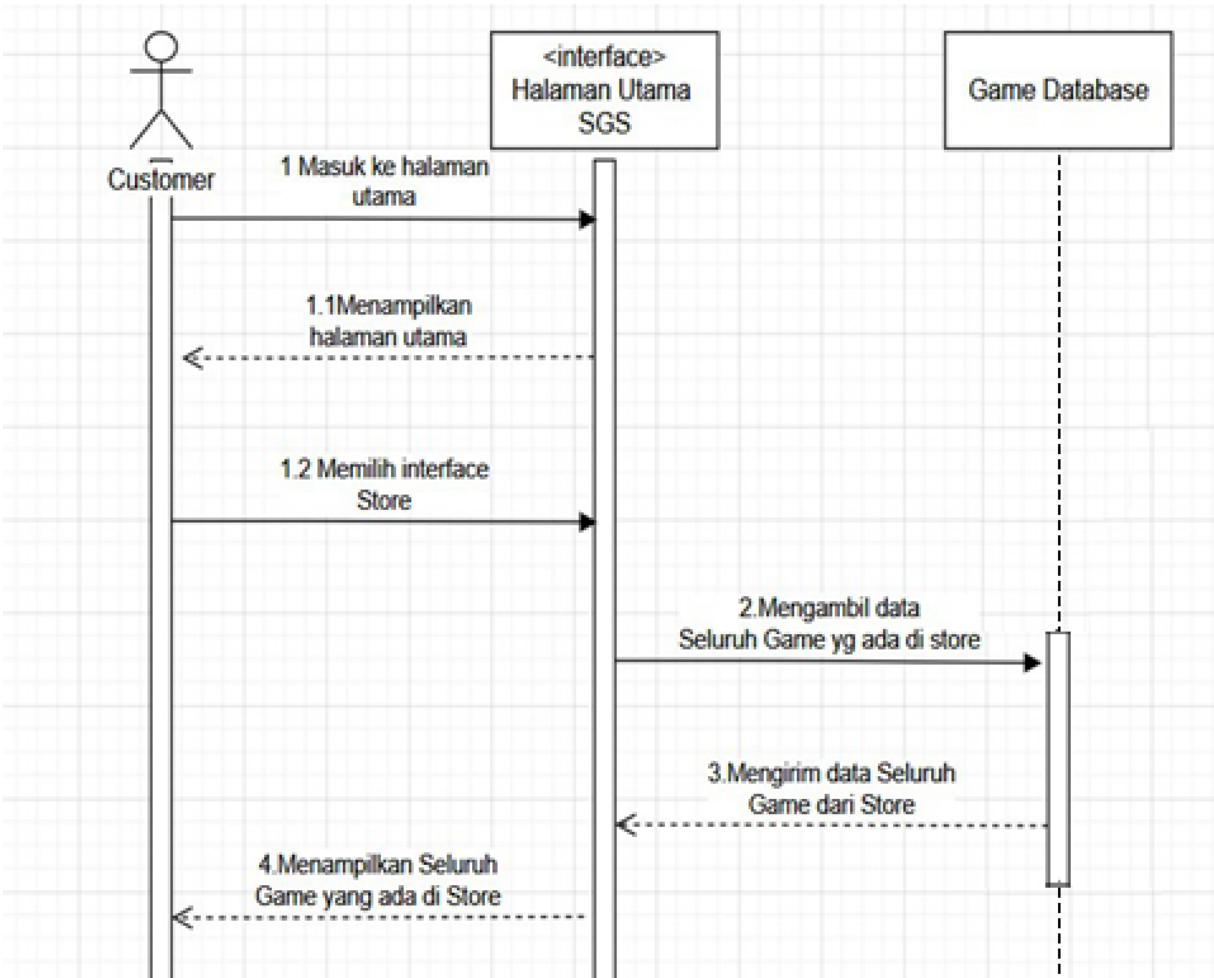 <interface>
Halaman Utama
SGS
Game Database
Customer
1 Masuk ke halaman
utama
1.1Menampilkan
halaman utama
1.2 Memilih interface
Store
2.Mengambil data
Seluruh Game yg ada di store
3.Mengirim data Seluruh
Game dari Store
4.Menampilkan Seluruh
Game yang ada di Store